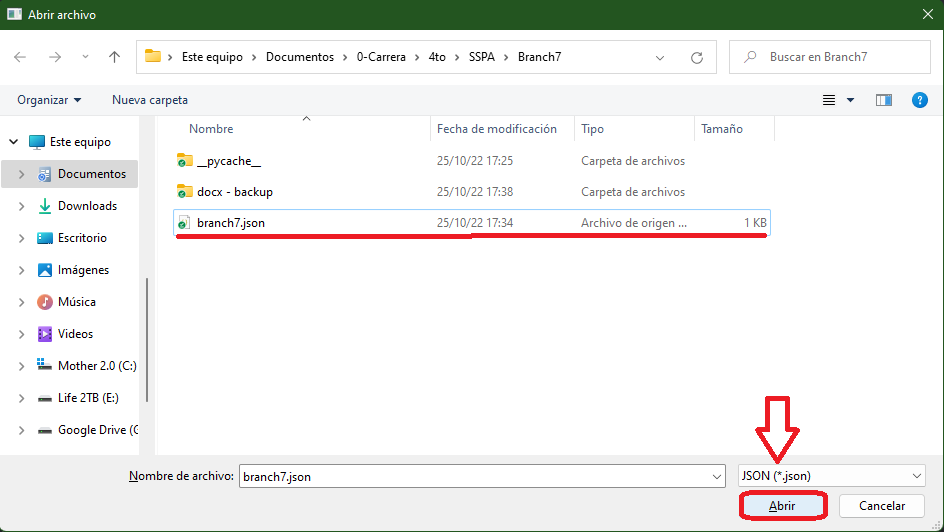 Abrir archivo
Este equipo Documentos 0-Carrera 4to SSPA Branch7
Buscar en Branch7
Organizar Nueva carpeta
Nombre Fecha de modificación Tipo Tamaño
__pycache__ 25/10/22 17:25 Carpeta de archivos
docx - backup 25/10/22 17:38 Carpeta de archivos
branch7.json 25/10/22 17:34 Archivo de origen ... 1 KB
Este equipo
Documentos
Downloads
Escritorio
Imágenes
Música
Videos
Mother 2.0 (C:)
Life 2TB (E:)
Google Drive (G
Nombre de archivo: branch7.json JSON (*.json)
Abrir Cancelar